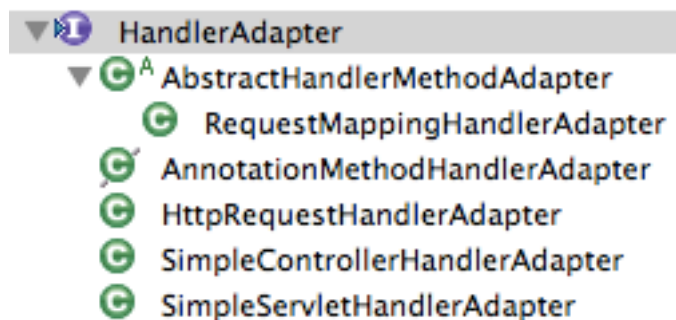 HandlerAdapter
AbstractHandlerMethodAdapter
RequestMappingHandlerAdapter
AnnotationMethodHandlerAdapter
HttpRequestHandlerAdapter
SimpleControllerHandlerAdapter
SimpleServletHandlerAdapter